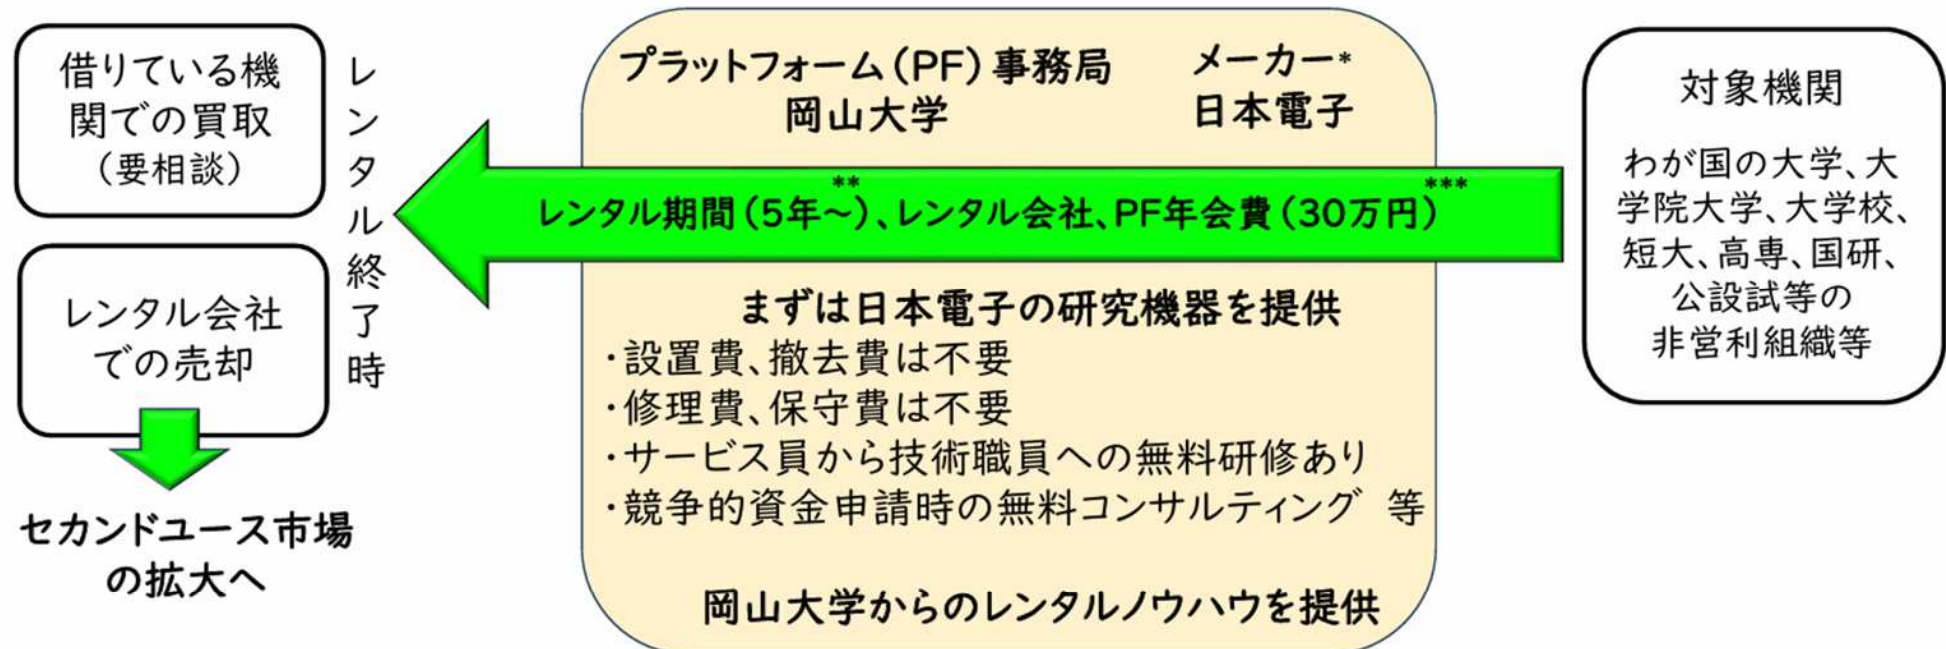 借りている機
関での買取
(要相談)
レンタル終了時
レンタル会社
での売却
セカンドユース市場
の拡大へ
プラットフォーム(PF)事務局
岡山大学
メーカー*
日本電子
**
***
レンタル期間(5年~)、レンタル会社、PF年会費(30万円)
まずは日本電子の研究機器を提供
・設置費、撤去費は不要
・修理費、保守費は不要
・サービス員から技術職員への無料研修あり
・競争的資金申請時の無料コンサルティング 等
岡山大学からのレンタルノウハウを提供
対象機関
わが国の大学、大
学院大学、大学校、
短大、高専、国研、
公設試等の
非営利組織等